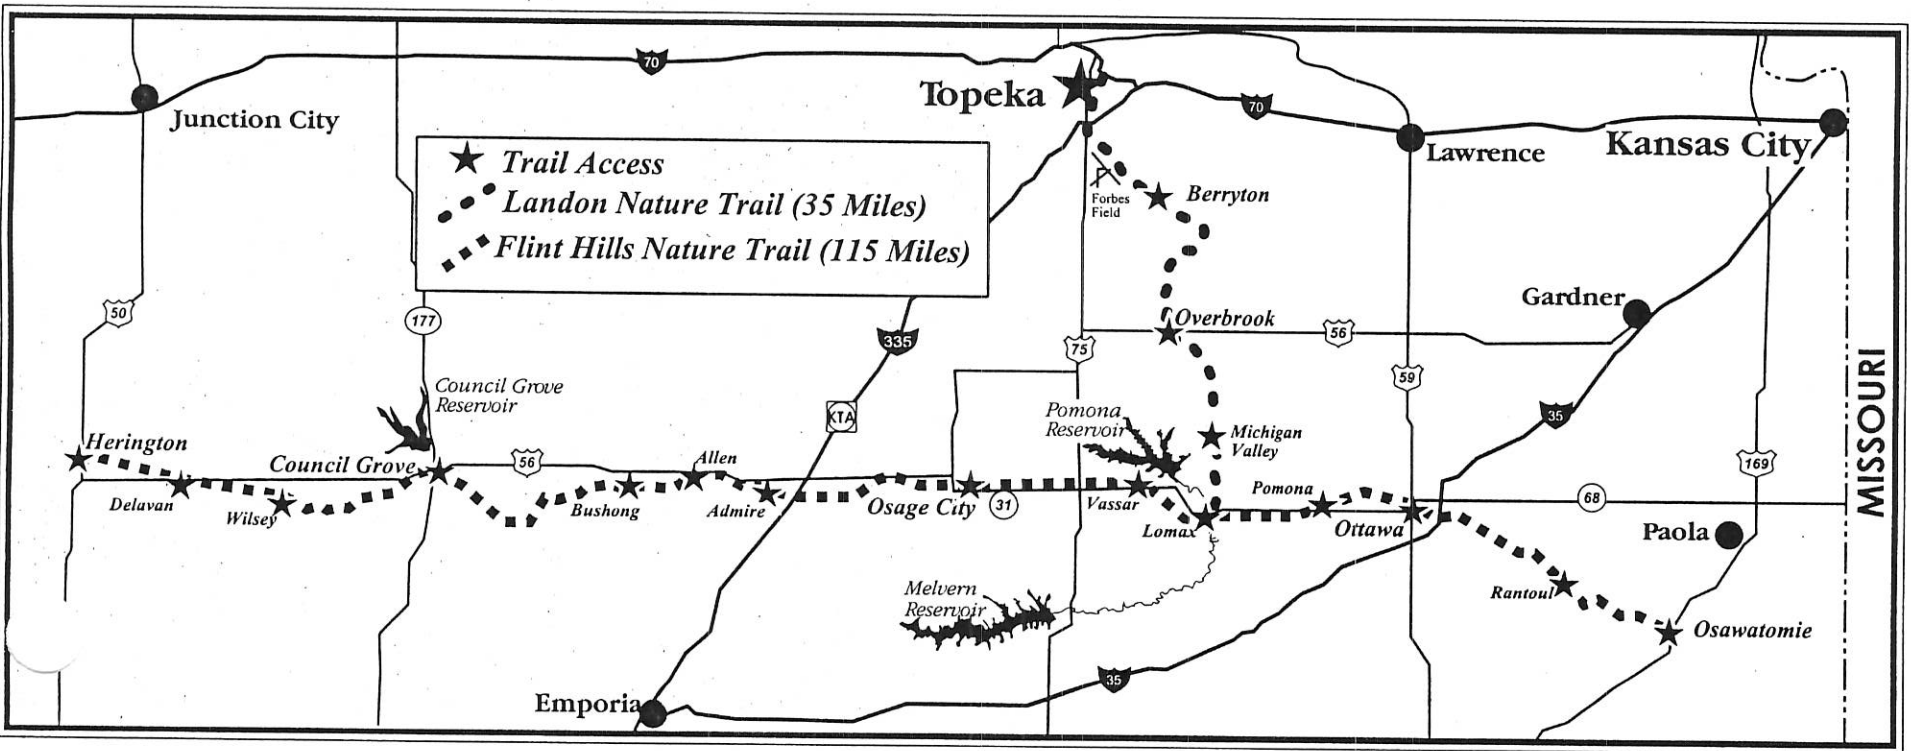 70
Topeka
Junction City
70
Kansas City
Lawrence
Trail Access
Landon Nature Trail (35 Miles)
Flint Hills Nature Trail (115 Miles)
Forbes
Field
Berryton
50
177
Gardner
Overbrook
56
335
75
59
MISSOURI
Council Grove
Reservoir
KTA
35
Pomona
Reservoir
Michigan
Valley
Herington
Council Grove
56
Allen
169
Delavan
Wilsey
Bushong
Admire
Osage City
31
Vassar
Pomona
68
Lomax
Ottawa
Paola
Melvern
Reservoir
Rantoul
Osawatomie
35
Emporia